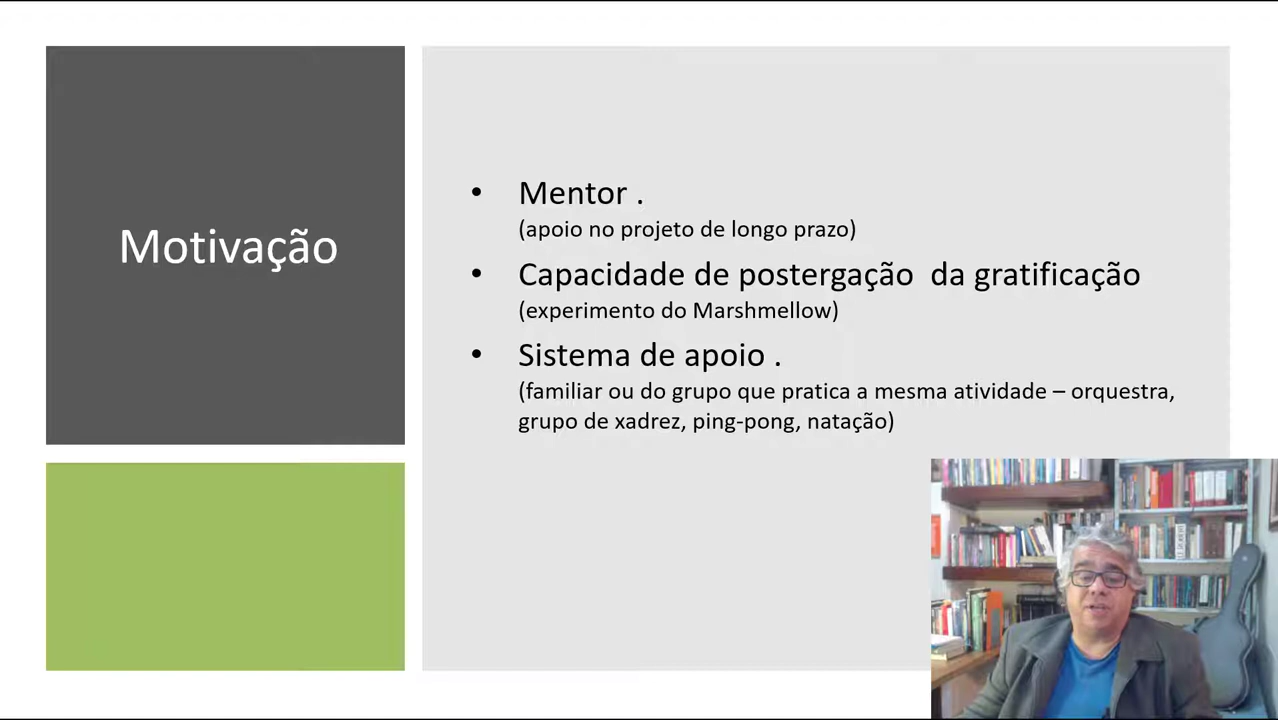 Motivação
• Mentor .
(apoio no projeto de longo prazo)
• Capacidade de postergação da gratificação
(experimento do Marshmellow)
• Sistema de apoio .
(familiar ou do grupo que pratica a mesma atividade – orquestra,
grupo de xadrez, ping-pong, natação)